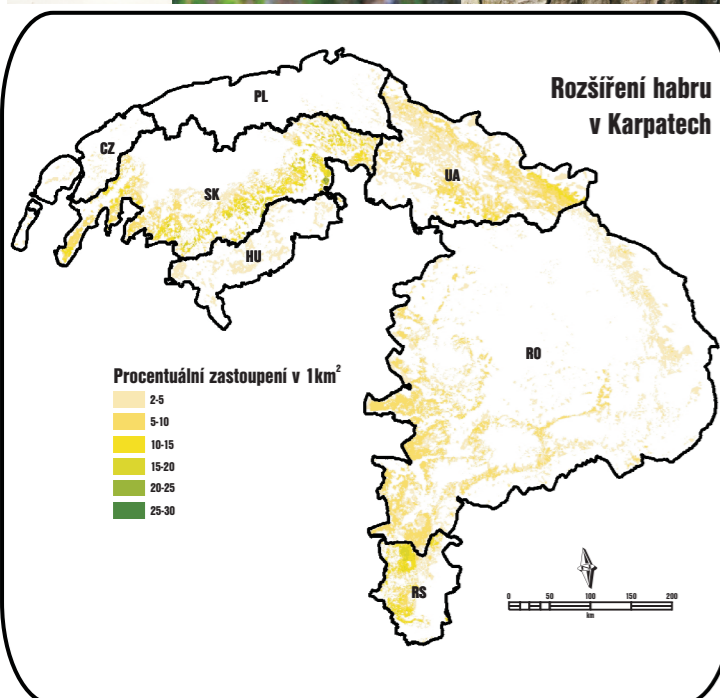 Rozšíření habru
v Karpatech
PL
CZ
UA
SK
HU
RO
Procentuální zastoupení v 1km²
2-5
5-10
10-15
15-20
20-25
25-30
RS
0 50 100 150 200
km